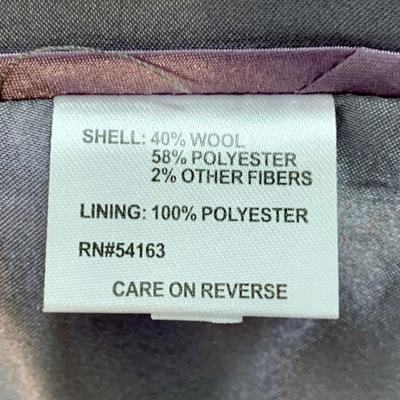 SHELL: 40% WOOL
58% POLYESTER
2% OTHER FIBERS
LINING: 100% POLYESTER
RN#54163
CARE ON REVERSE